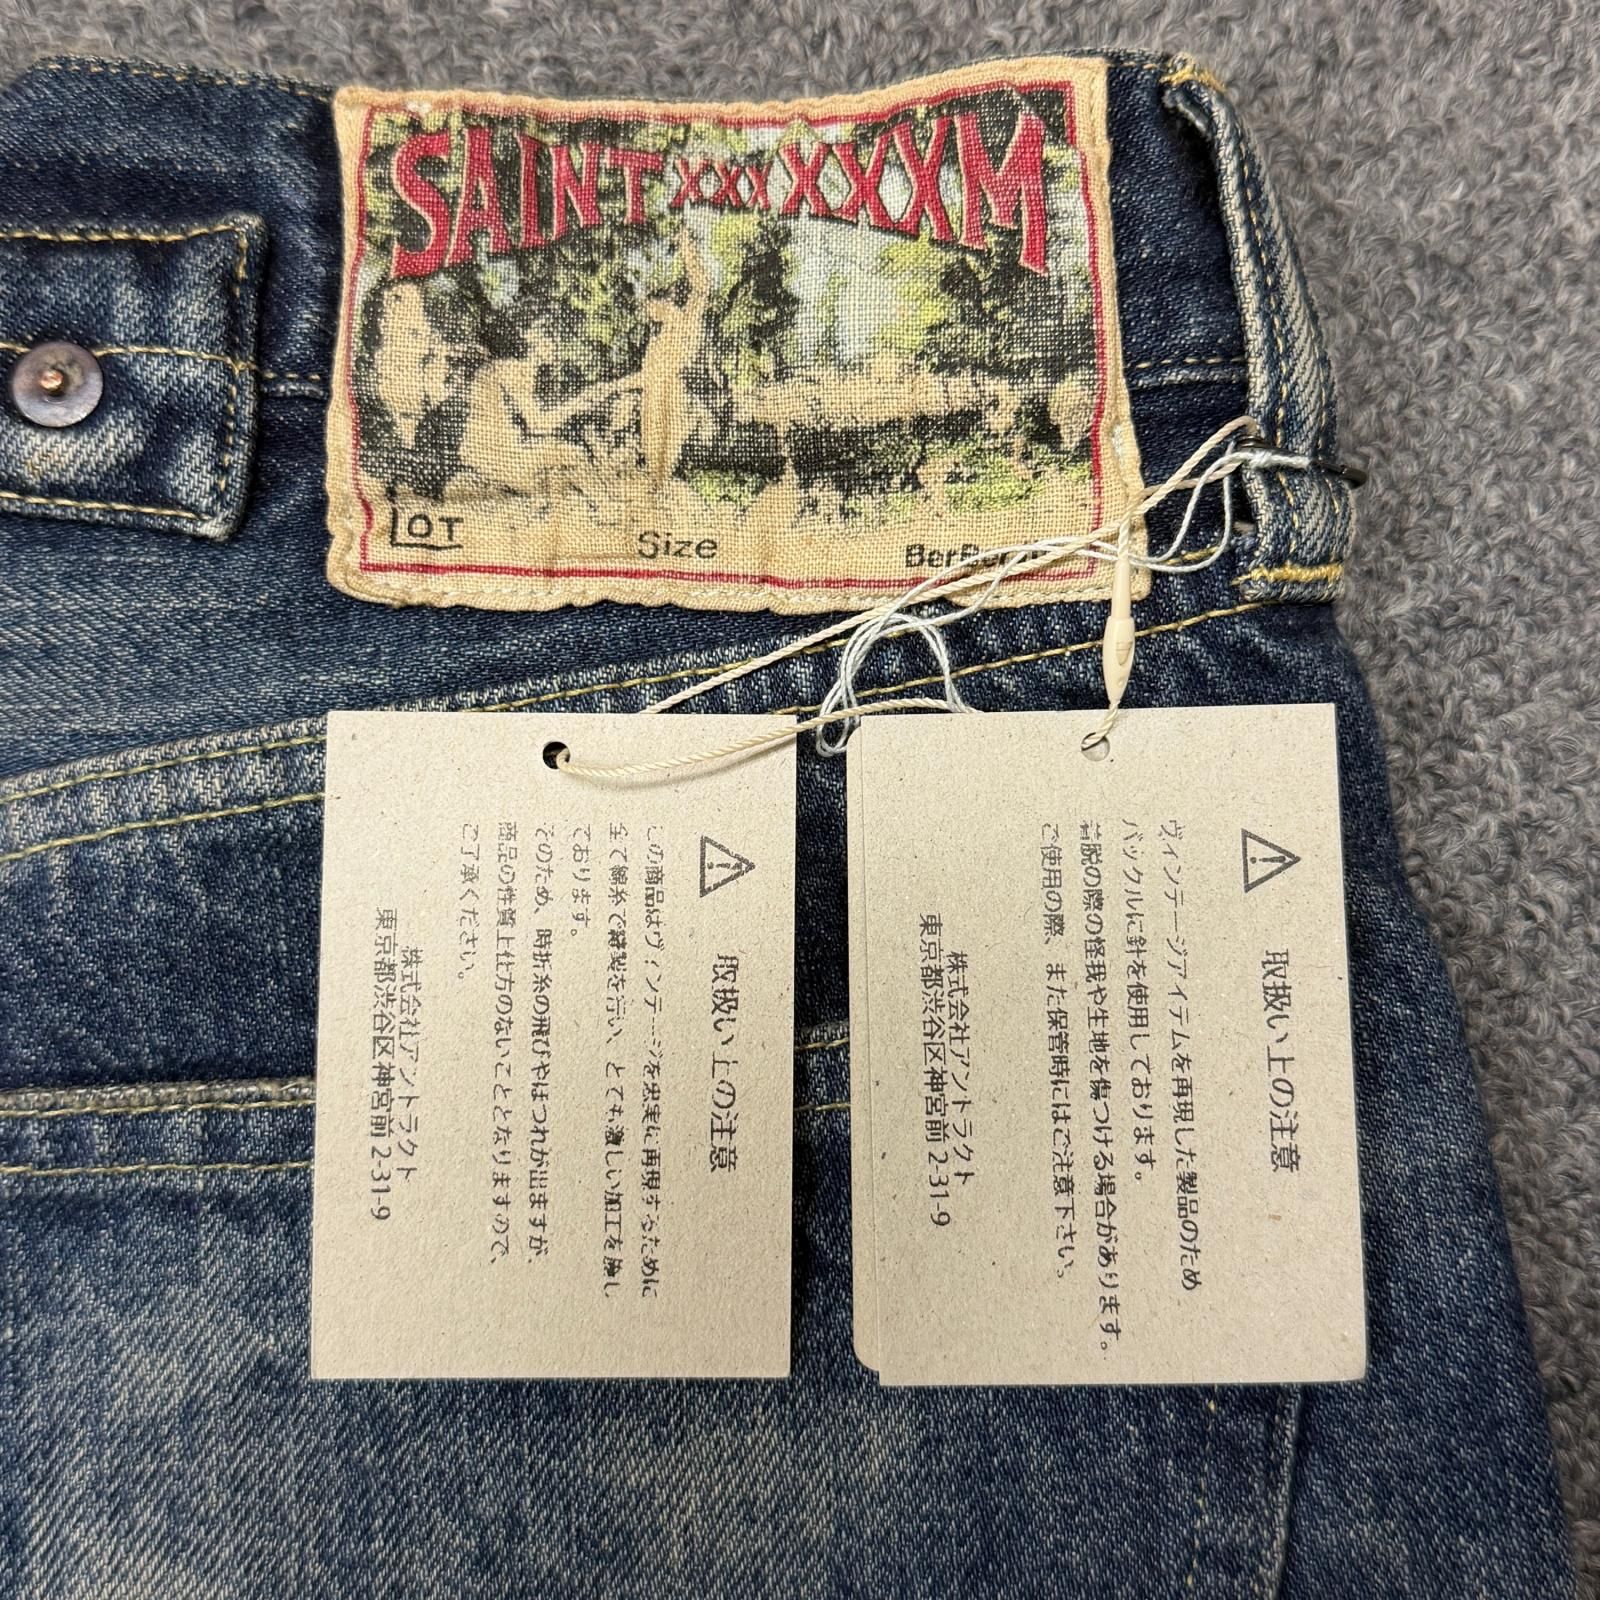 SAINT XXXXXXM
LOT
Size
取扱い上の注意
この商品はヴィンテージを忠実に再現するために
全て綿糸で縫製を行い、とても激しい加工を施し
ております。
そのため、時折糸の飛びやほつれが出ますが、
商品の性質上仕方のないこととなりますので、
ご了承ください。
株式会社アントラクト
東京都渋谷区神宮前 2-31-9
取扱い上の注意
ヴィンテージアイテムを再現した製品のため
バックルに針を使用しております。
着脱の際の怪我や生地を傷つける場合があります。
ご使用の際、また保管時にはご注意下さい。
株式会社アントラクト
東京都渋谷区神宮前 2-31-9